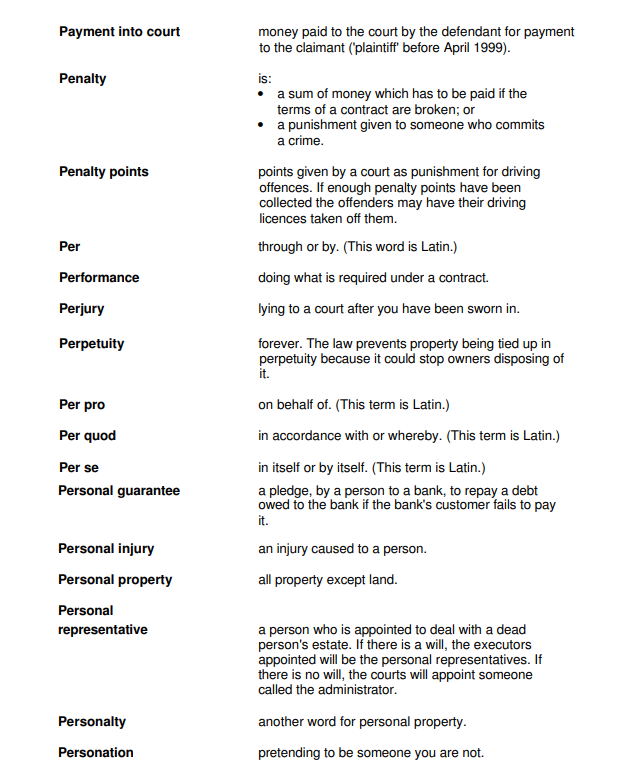 Payment into court money paid to the court by the defendant for payment
to the claimant ('plaintiff' before April 1999).
Penalty is:
• a sum of money which has to be paid if the
terms of a contract are broken; or
• a punishment given to someone who commits
a crime.
Penalty points points given by a court as punishment for driving
offences. If enough penalty points have been
collected the offenders may have their driving
licences taken off them.
Per through or by. (This word is Latin.)
Performance doing what is required under a contract.
Perjury lying to a court after you have been sworn in.
Perpetuity forever. The law prevents property being tied up in
perpetuity because it could stop owners disposing of
it.
Per pro on behalf of. (This term is Latin.)
Per quod in accordance with or whereby. (This term is Latin.)
Per se in itself or by itself. (This term is Latin.)
Personal guarantee a pledge, by a person to a bank, to repay a debt
owed to the bank if the bank's customer fails to pay
it.
Personal injury an injury caused to a person.
Personal property all property except land.
Personal
representative a person who is appointed to deal with a dead
person's estate. If there is a will, the executors
appointed will be the personal representatives. If
there is no will, the courts will appoint someone
called the administrator.
Personalty another word for personal property.
Personation pretending to be someone you are not.